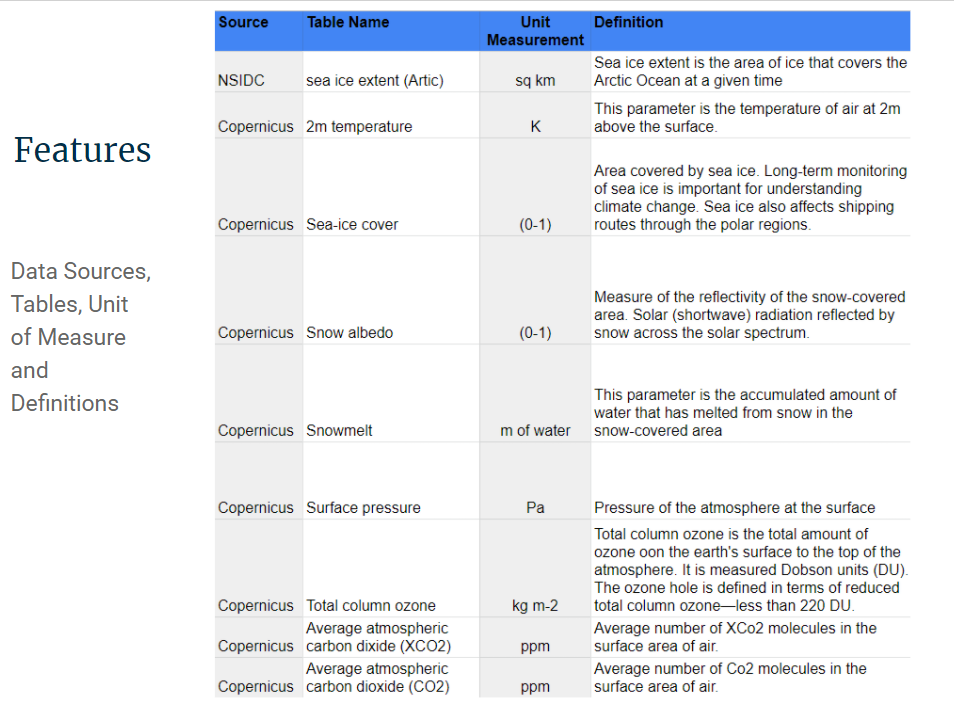 Features
Data Sources,
Tables, Unit
of Measure
and
Definitions
Source Table Name Unit Measurement Definition
NSIDC sea ice extent (Artic) sq km Sea ice extent is the area of ice that covers the
Arctic Ocean at a given time
Copernicus 2m temperature K This parameter is the temperature of air at 2m
above the surface.
Copernicus Sea-ice cover (0-1) Area covered by sea ice. Long-term monitoring
of sea ice is important for understanding
climate change. Sea ice also affects shipping
routes through the polar regions.
Copernicus Snow albedo (0-1) Measure of the reflectivity of the snow-covered
area. Solar (shortwave) radiation reflected by
snow across the solar spectrum.
Copernicus Snowmelt m of water This parameter is the accumulated amount of
water that has melted from snow in the
snow-covered area
Copernicus Surface pressure Pa Pressure of the atmosphere at the surface
Copernicus Total column ozone kg m-2 Total column ozone is the total amount of
ozone oon the earth's surface to the top of the
atmosphere. It is measured Dobson units (DU).
The ozone hole is defined in terms of reduced
total column ozone—less than 220 DU.
Copernicus Average atmospheric carbon dixide (XCO2) ppm Average number of XCo2 molecules in the
surface area of air.
Copernicus Average atmospheric carbon dioxide (CO2) ppm Average number of Co2 molecules in the
surface area of air.